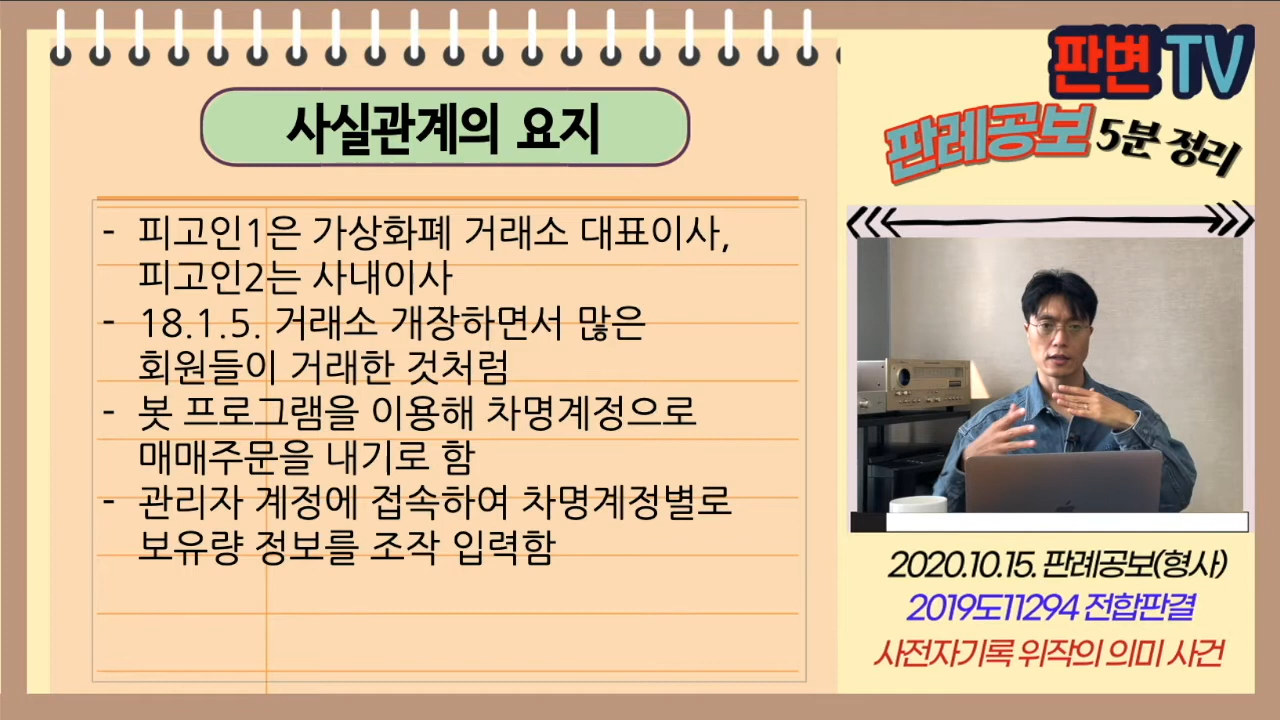 판변 TV
판례공보 5분 정리
사실관계의 요지
- 피고인1은 가상화폐 거래소 대표이사,
피고인2는 사내이사
- 18.1.5. 거래소 개장하면서 많은
회원들이 거래한 것처럼
- 봇 프로그램을 이용해 차명계정으로
매매주문을 내기로 함
- 관리자 계정에 접속하여 차명계정별로
보유량 정보를 조작 입력함
2020.10.15. 판례공보(형사)
2019도11294 전합판결
사전자기록 위작의 의미 사건